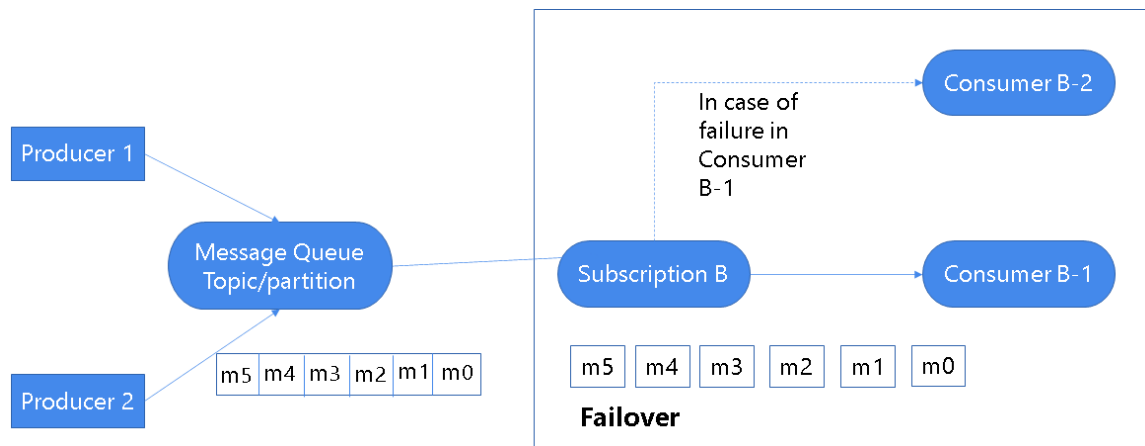 Producer 1
Producer 2
Message Queue
Topic/partition
m5 m4 m3 m2 m1 m0
In case of
failure in
Consumer
B-1
Consumer B-2
Subscription B
Consumer B-1
m5 m4 m3 m2 m1 m0
Failover